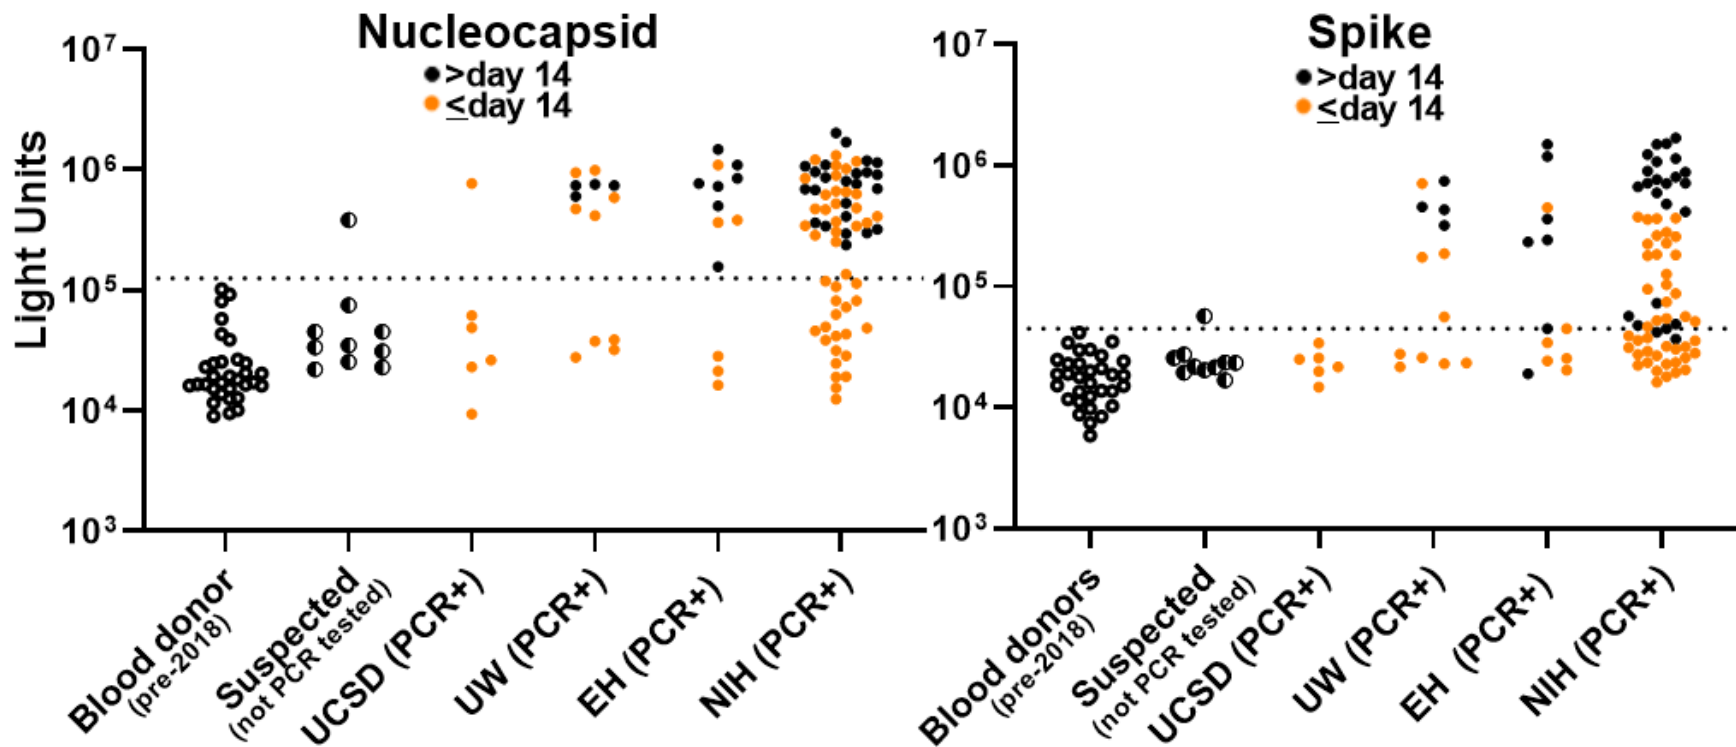 Nucleocapsid
>day 14
≤day 14
Light Units
10⁷
10⁶
10⁵
10⁴
10³
Blood donor
(pre-2018)
Suspected
(not PCR tested)
UCSD (PCR+)
UW (PCR+)
EH (PCR+)
NIH (PCR+)
Spike
>day 14
≤day 14
10⁷
10⁶
10⁵
10⁴
10³
Blood donors
(pre-2018)
Suspected
(not PCR tested)
UCSD (PCR+)
UW (PCR+)
EH (PCR+)
NIH (PCR+)